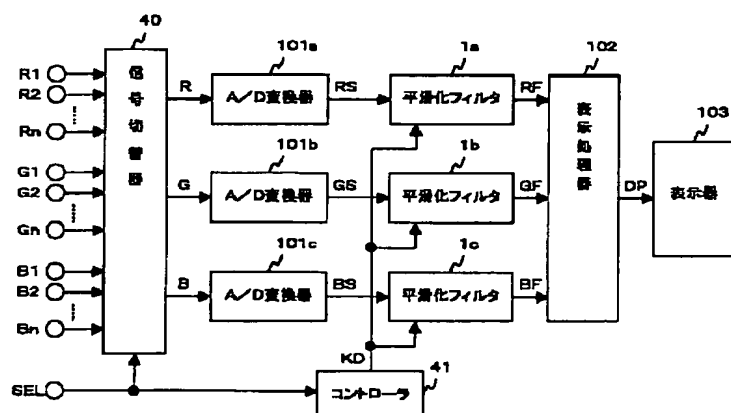 40
101a
1a
102
R1
R2
Rn
信号切替器
R
A/D変換器
RS
平滑化フィルタ
RF
表示処理器
103
101b
1b
G1
G2
Gn
G
A/D変換器
GS
平滑化フィルタ
GF
DP
表示器
101c
1c
B1
B2
Bn
B
A/D変換器
BS
平滑化フィルタ
BF
KD
41
SEL
コントローラ